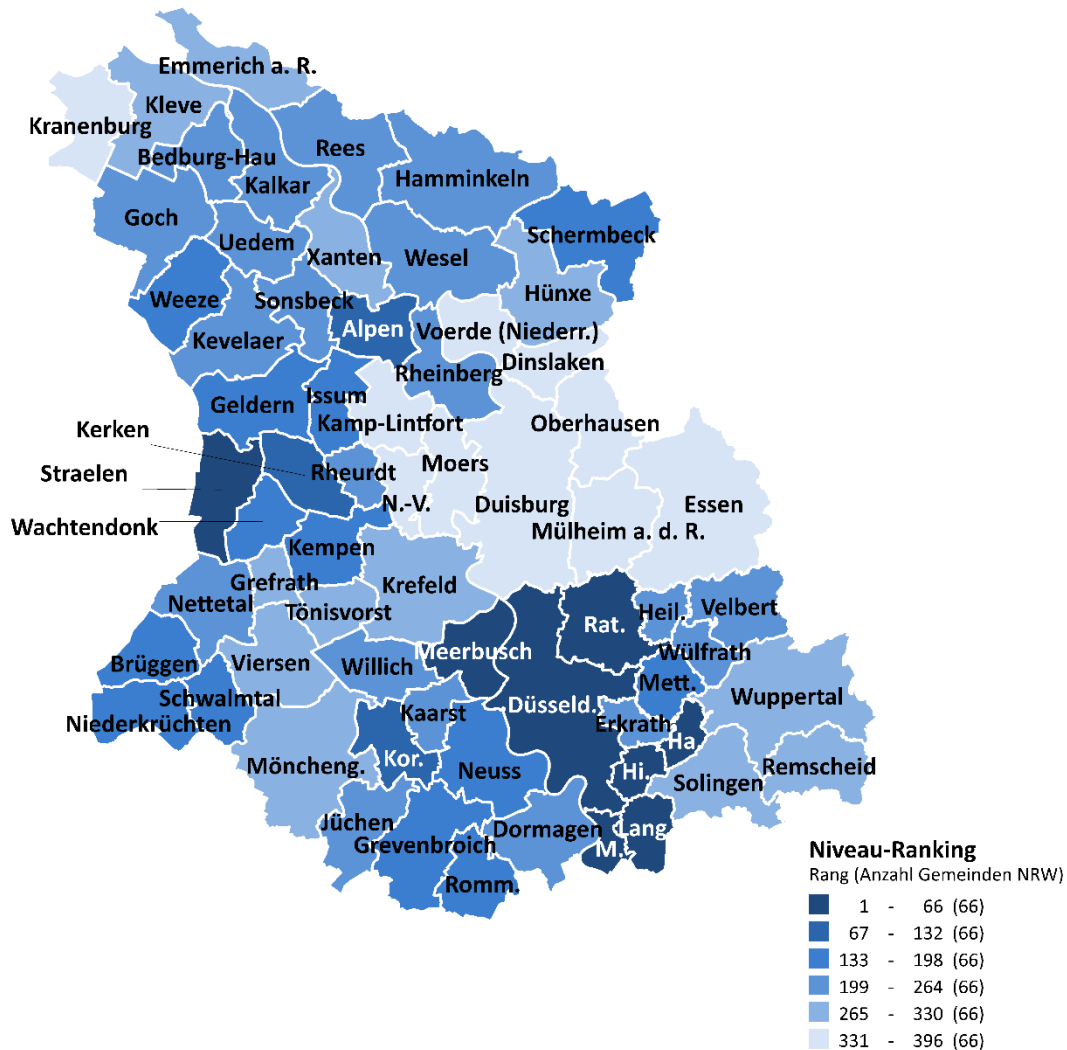 Emmerich a. R.
Kleve
Kranenburg
Bedburg-Hau
Rees
Kalkar
Hamminkeln
Goch
Uedem
Schermbeck
Xanten
Wesel
Hünxe
Weeze
Sonsbeck
Alpen
Voerde (Niederr.)
Kevelaer
Dinslaken
Rheinberg
Issum
Geldern
Kamp-Lintfort
Oberhausen
Kerken
Straelen
Rheurdt
Moers
N.-V.
Duisburg
Essen
Wachtendonk
Mülheim a. d. R.
Kempen
Grefrath
Krefeld
Nettetal
Tönisvorst
Rat.
Heil.
Velbert
Meerbusch
Wülfrath
Brüggen
Viersen
Willich
Mett.
Schwalmtal
Wuppertal
Niederkrüchten
Kaarst
Düsseld.
Erkrath
Ha.
Kor.
Möncheng.
Neuss
Hi.
Solingen
Remscheid
Jüchen
Dormagen
Lang.
Grevenbroich
M.
Romm.
Niveau-Ranking
Rang (Anzahl Gemeinden NRW)
1 - 66 (66)
67 - 132 (66)
133 - 198 (66)
199 - 264 (66)
265 - 330 (66)
331 - 396 (66)